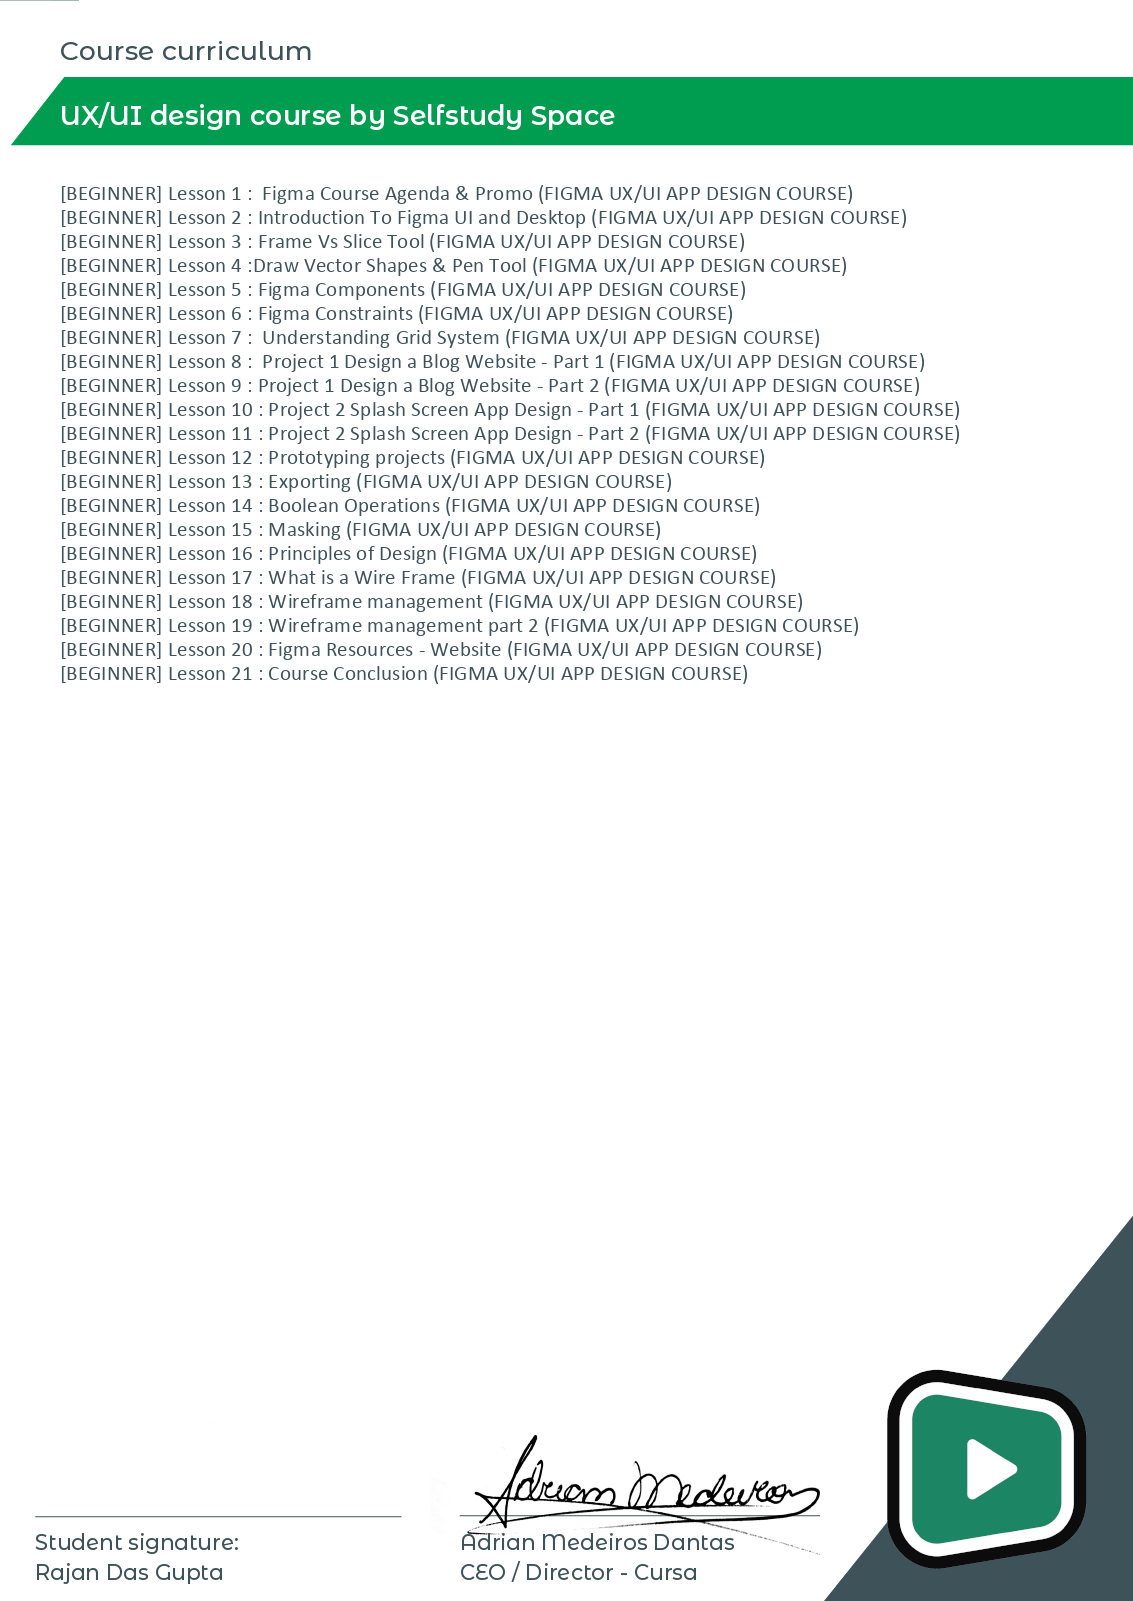 Course curriculum
UX/UI design course by Selfstudy Space
[BEGINNER] Lesson 1 :  Figma Course Agenda & Promo (FIGMA UX/UI APP DESIGN COURSE)
[BEGINNER] Lesson 2 : Introduction To Figma UI and Desktop (FIGMA UX/UI APP DESIGN COURSE)
[BEGINNER] Lesson 3 : Frame Vs Slice Tool (FIGMA UX/UI APP DESIGN COURSE)
[BEGINNER] Lesson 4 :Draw Vector Shapes & Pen Tool (FIGMA UX/UI APP DESIGN COURSE)
[BEGINNER] Lesson 5 : Figma Components (FIGMA UX/UI APP DESIGN COURSE)
[BEGINNER] Lesson 6 : Figma Constraints (FIGMA UX/UI APP DESIGN COURSE)
[BEGINNER] Lesson 7 :  Understanding Grid System (FIGMA UX/UI APP DESIGN COURSE)
[BEGINNER] Lesson 8 :  Project 1 Design a Blog Website - Part 1 (FIGMA UX/UI APP DESIGN COURSE)
[BEGINNER] Lesson 9 : Project 1 Design a Blog Website - Part 2 (FIGMA UX/UI APP DESIGN COURSE)
[BEGINNER] Lesson 10 : Project 2 Splash Screen App Design - Part 1 (FIGMA UX/UI APP DESIGN COURSE)
[BEGINNER] Lesson 11 : Project 2 Splash Screen App Design - Part 2 (FIGMA UX/UI APP DESIGN COURSE)
[BEGINNER] Lesson 12 : Prototyping projects (FIGMA UX/UI APP DESIGN COURSE)
[BEGINNER] Lesson 13 : Exporting (FIGMA UX/UI APP DESIGN COURSE)
[BEGINNER] Lesson 14 : Boolean Operations (FIGMA UX/UI APP DESIGN COURSE)
[BEGINNER] Lesson 15 : Masking (FIGMA UX/UI APP DESIGN COURSE)
[BEGINNER] Lesson 16 : Principles of Design (FIGMA UX/UI APP DESIGN COURSE)
[BEGINNER] Lesson 17 : What is a Wire Frame (FIGMA UX/UI APP DESIGN COURSE)
[BEGINNER] Lesson 18 : Wireframe management (FIGMA UX/UI APP DESIGN COURSE)
[BEGINNER] Lesson 19 : Wireframe management part 2 (FIGMA UX/UI APP DESIGN COURSE)
[BEGINNER] Lesson 20 : Figma Resources - Website (FIGMA UX/UI APP DESIGN COURSE)
[BEGINNER] Lesson 21 : Course Conclusion (FIGMA UX/UI APP DESIGN COURSE)
Student signature:
Rajan Das Gupta
Adrian Medeiros
Adrian Medeiros Dantas
CEO / Director - Cursa